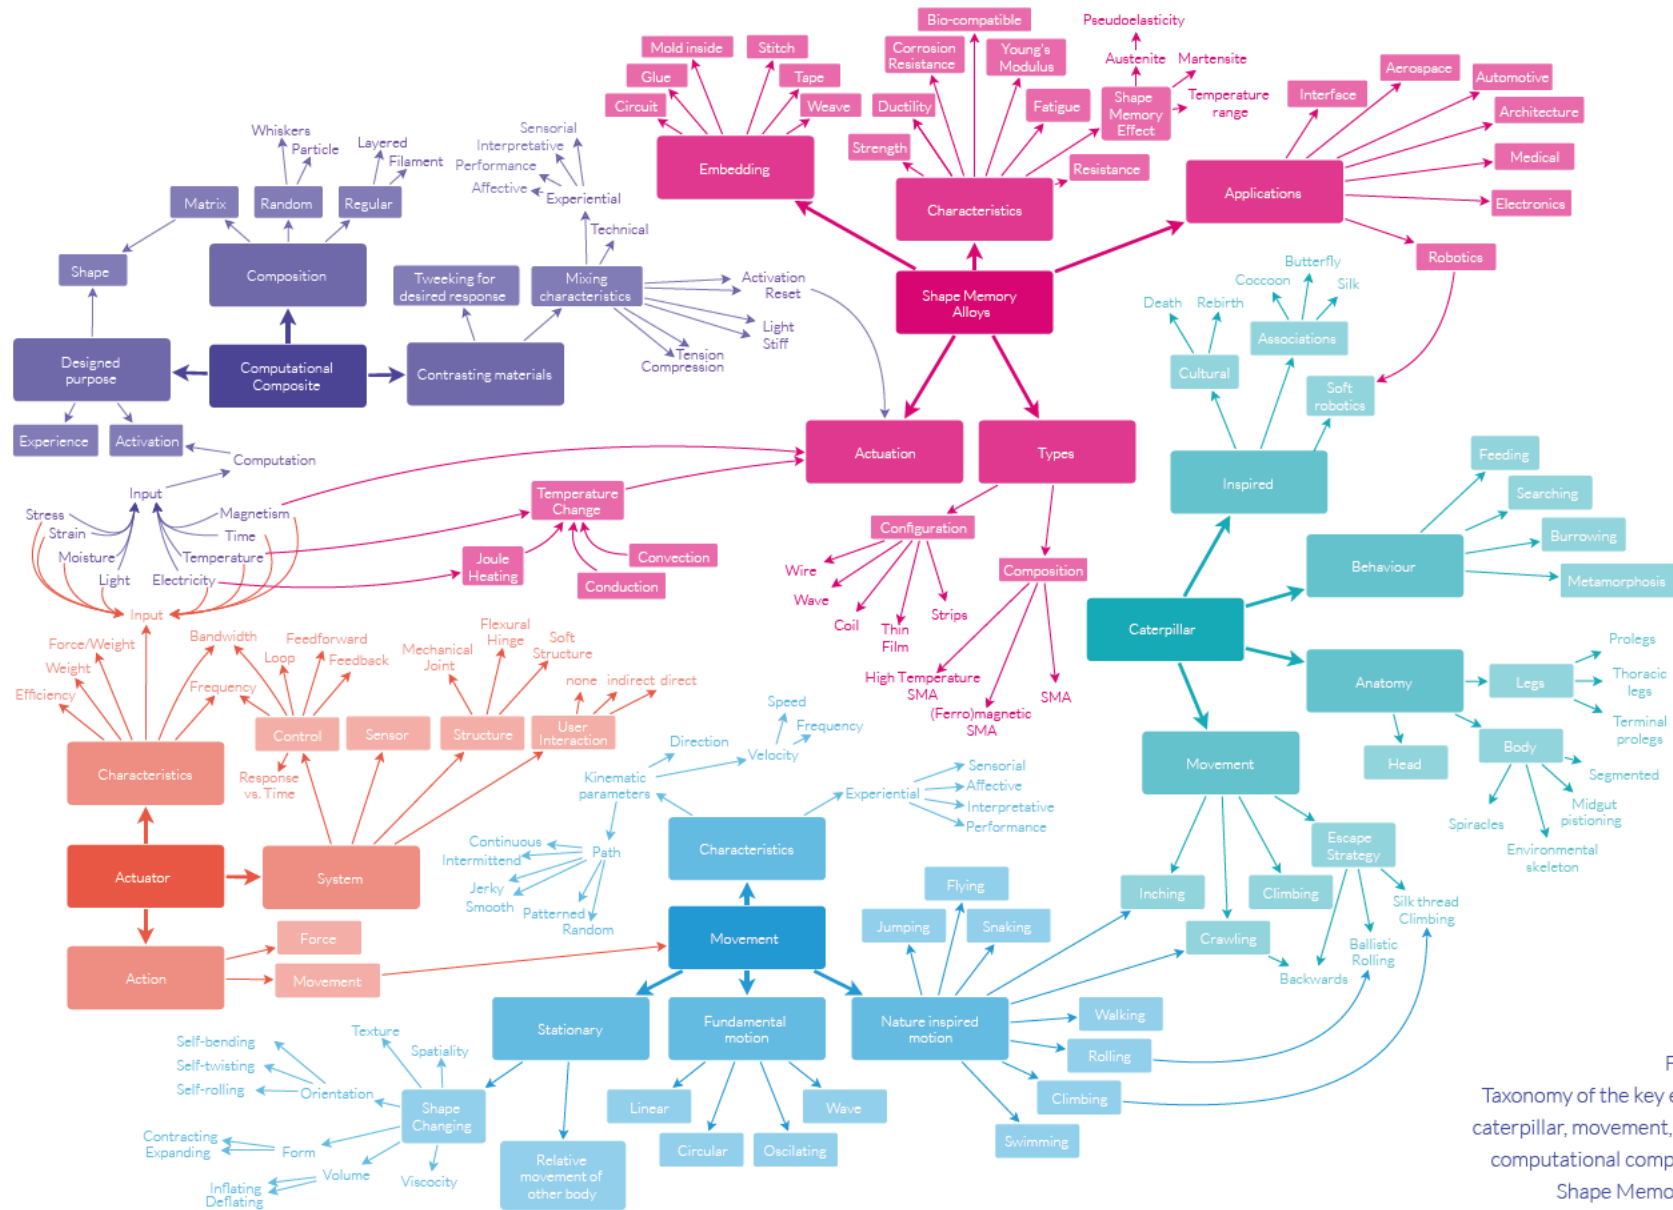 Pseudoelasticity
Bio-compatible
Mold inside
Stitch
Corrosion
Resistance
Young's
Modulus
Austenite
Martensite
Aerospace
Automotive
Glue
Tape
Interface
Circuit
Weave
Ductility
Fatigue
Shape
Memory
Effect
Temperature
range
Architecture
Whiskers
Particle
Sensorial
Interpretative
Layered
Filament
Performance
Affective
Experiential
Strength
Embedding
Resistance
Medical
Applications
Electronics
Matrix
Random
Regular
Characteristics
Technical
Shape
Composition
Tweeking for
desired response
Mixing
characteristics
Activation
Reset
Robotics
Butterfly
Coccoon
Silk
Shape Memory
Alloys
Death
Rebirth
Light
Stiff
Associations
Tension
Compression
Designed
purpose
Computational
Composite
Contrasting materials
Cultural
Soft
robotics
Experience
Activation
Computation
Actuation
Types
Feeding
Inspired
Searching
Input
Stress
Strain
Moisture
Light
Magnetism
Time
Temperature
Electricity
Temperature
Change
Configuration
Burrowing
Joule
Heating
Convection
Conduction
Wire
Wave
Coil
Thin
Film
Strips
Composition
Behaviour
Metamorphosis
Input
Caterpillar
Force/Weight
Weight
Efficiency
Bandwidth
Frequency
Loop
Feedforward
Feedback
Mechanical
Joint
Flexural
Hinge
Soft
Structure
none
indirect
direct
High Temperature
SMA
(Ferro)magnetic
SMA
SMA
Prolegs
Anatomy
Legs
Thoracic
legs
Terminal
prolegs
Control
Sensor
Structure
User
Interaction
Speed
Frequency
Direction
Velocity
Body
Characteristics
Response
vs. Time
Kinematic
parameters
Experiential
Sensorial
Affective
Interpretative
Performance
Movement
Head
Segmented
Midgut
pistioning
Spiracles
Environmental
skeleton
Continuous
Intermittend
Path
Jerky
Smooth
Patterned
Random
Characteristics
Escape
Strategy
Actuator
System
Flying
Inching
Climbing
Silk thread
Climbing
Jumping
Snaking
Crawling
Ballistic
Rolling
Backwards
Force
Movement
Action
Movement
Stationary
Fundamental
motion
Nature inspired
motion
Walking
Rolling
Climbing
Swimming
Texture
Spatiality
Self-bending
Self-twisting
Self-rolling
Orientation
Shape
Changing
Linear
Circular
Oscilating
Wave
Contracting
Expanding
Form
Volume
Inflating
Deflating
Viscocity
Relative
movement of
other body
Taxonomy of the key
caterpillar, movement,
computational comp
Shape Memo